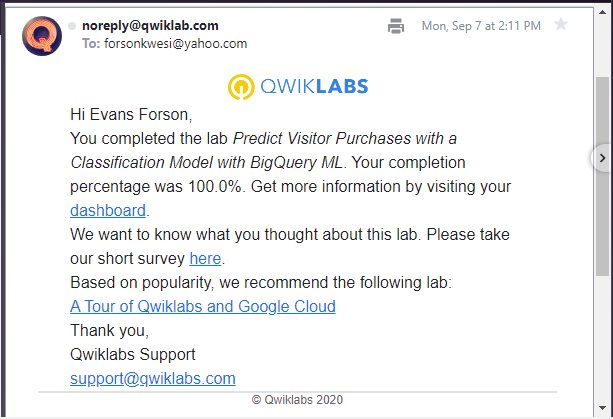 noreply@qwiklab.com
Mon, Sep 7 at 2:11 PM
To: forsonkwesi@yahoo.com
QWIKLABS
Hi Evans Forson,
You completed the lab Predict Visitor Purchases with a
Classification Model with BigQuery ML. Your completion
percentage was 100.0%. Get more information by visiting your
dashboard.
We want to know what you thought about this lab. Please take
our short survey here.
Based on popularity, we recommend the following lab:
A Tour of Qwiklabs and Google Cloud
Thank you,
Qwiklabs Support
support@qwiklabs.com
© Qwiklabs 2020